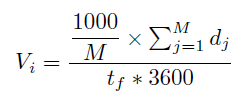 V_i = \frac{\frac{1000}{M} \times \sum_{j=1}^{M} d_j}{t_f * 3600}